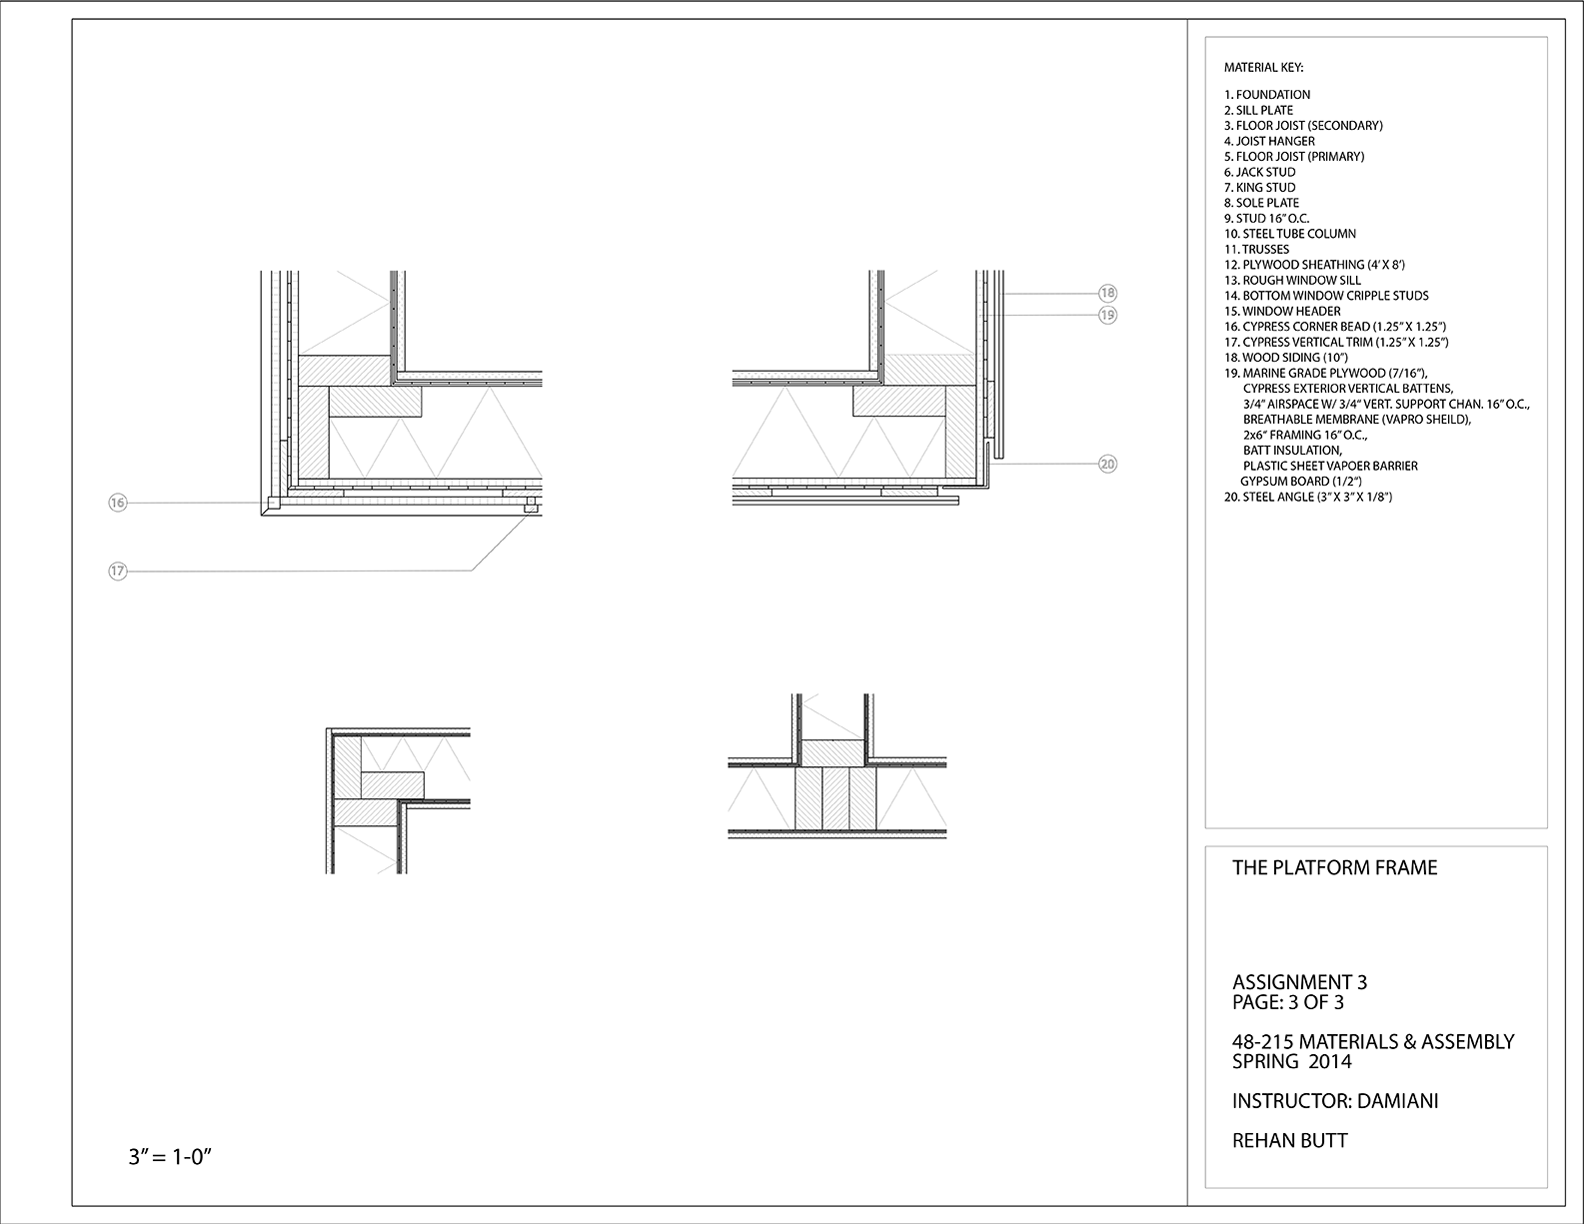 MATERIAL KEY:
1. FOUNDATION
2. SILL PLATE
3. FLOOR JOIST (SECONDARY)
4. JOIST HANGER
5. FLOOR JOIST (PRIMARY)
6. JACK STUD
7. KING STUD
8. SOLE PLATE
9. STUD 16” O.C.
10. STEEL TUBE COLUMN
11. TRUSSES
12. PLYWOOD SHEATHING (4’ X 8’)
13. ROUGH WINDOW SILL
14. BOTTOM WINDOW CRIPPLE STUDS
15. WINDOW HEADER
16. CYPRESS CORNER BEAD (1.25” X 1.25”)
17. CYPRESS VERTICAL TRIM (1.25” X 1.25”)
18. WOOD SIDING (10”)
19. MARINE GRADE PLYWOOD (7/16”),
CYPRESS EXTERIOR VERTICAL BATTENS,
3/4” AIRSPACE W/ 3/4” VERT. SUPPORT CHAN. 16” O.C.,
BREATHABLE MEMBRANE (VAPRO SHEILD),
2x6” FRAMING 16” O.C.,
BATT INSULATION,
PLASTIC SHEET VAPOER BARRIER
GYPSUM BOARD (1/2”)
20. STEEL ANGLE (3” X 3” X 1/8”)
18
19
20
16
17
THE PLATFORM FRAME
ASSIGNMENT 3
PAGE: 3 OF 3
48-215 MATERIALS & ASSEMBLY
SPRING 2014
INSTRUCTOR: DAMIANI
REHAN BUTT
3” = 1-0”